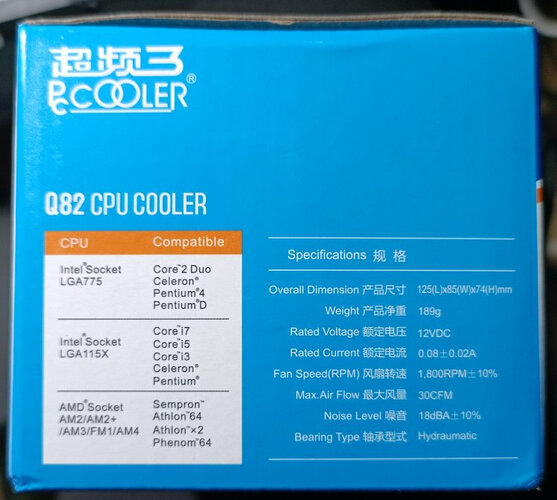 超频三
PCCOOLER®
Q82 CPU COOLER
CPU Compatible
Intel® Socket Core™2 Duo
LGA775 Celeron®
Pentium®4
Pentium®D
Intel® Socket Core™i7
LGA115X Core™i5
Core™i3
Celeron®
Pentium®
AMD® Socket Sempron™
AM2/AM2+ Athlon™64
/AM3/FM1/AM4 Athlon™×2
Phenom™64
Specifications 规 格
Overall Dimension 产品尺寸 125(L)x85(W)x74(H)mm
Weight 产品净重 189g
Rated Voltage 额定电压 12VDC
Rated Current 额定电流 0.08±0.02A
Fan Speed(RPM) 风扇转速 1,800RPM±10%
Max.Air Flow 最大风量 30CFM
Noise Level 噪音 18dBA±10%
Bearing Type 轴承型式 Hydraumatic